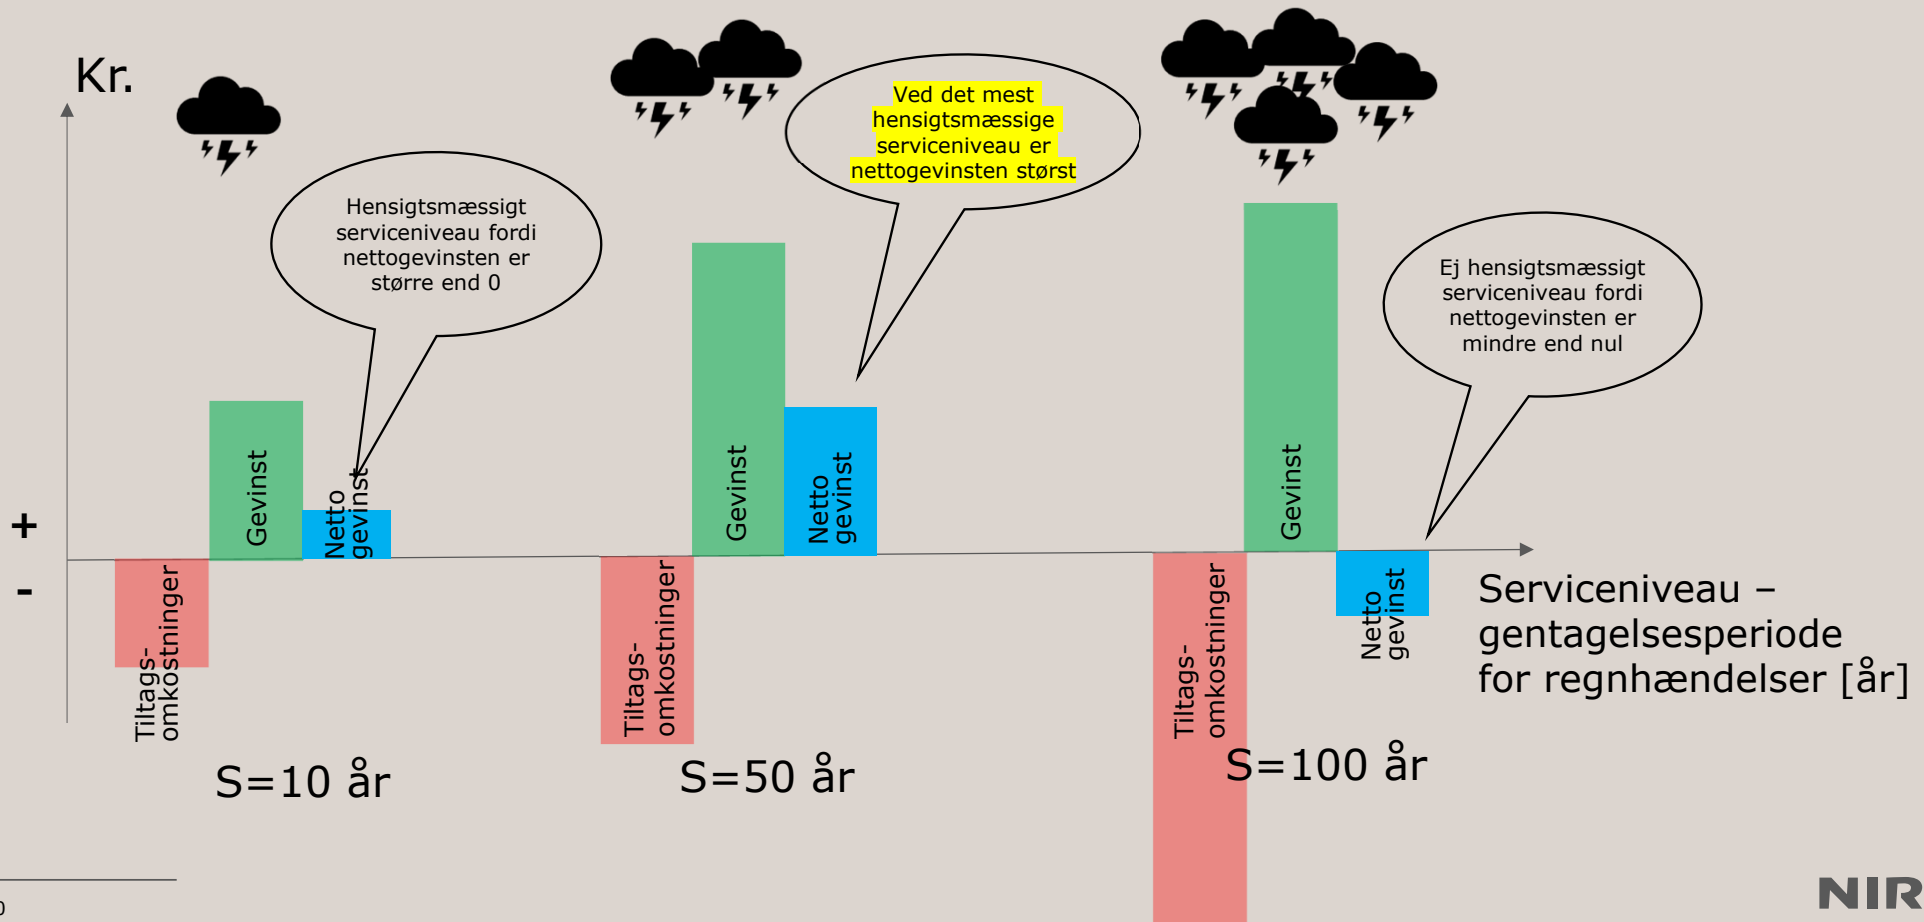 Kr.
Hensigtsmæssigt
serviceniveau fordi
nettogevinsten er
større end 0
Ved det mest
hensigtsmæssige
serviceniveau er
nettogevinsten størst
Ej hensigtsmæssigt
serviceniveau fordi
nettogevinsten er
mindre end nul
+
-
Tiltags-
omkostninger
Gevinst
Netto
gevinst
Tiltags-
omkostninger
Gevinst
Netto
gevinst
Tiltags-
omkostninger
Gevinst
Netto
gevinst
Serviceniveau –
gentagelsesperiode
for regnhændelser [år]
S=10 år
S=50 år
S=100 år
NIR